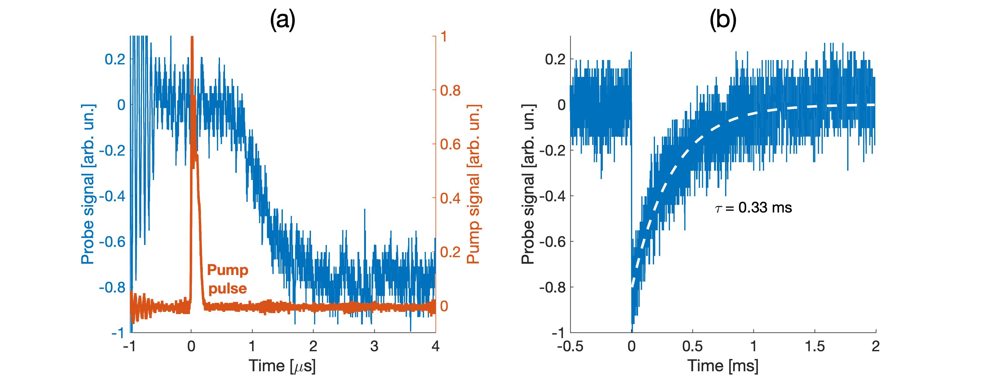 (a)
Probe signal [arb. un.]
0.2
0
-0.2
-0.4
-0.6
-0.8
-1
Pump
pulse
1
0.8
0.6
0.4
0.2
0
Pump signal [arb. un.]
-1 0 1 2 3 4
Time [μs]
(b)
Probe signal [arb. un.]
0.2
0
-0.2
-0.4
-0.6
-0.8
-1
τ = 0.33 ms
-0.5 0 0.5 1 1.5 2
Time [ms]